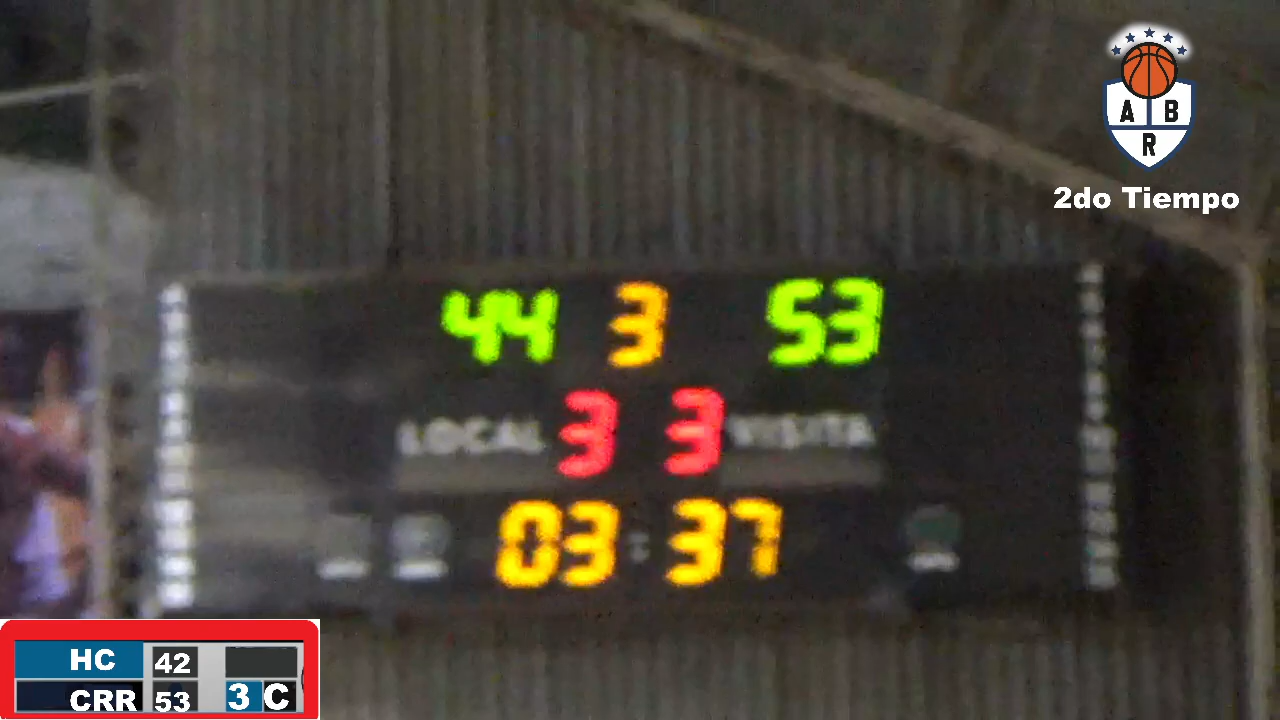 A B
R
2do Tiempo
44 3 53
LOCAL 3 3 VISITA
03:37
HC 42
CRR 53 3 C